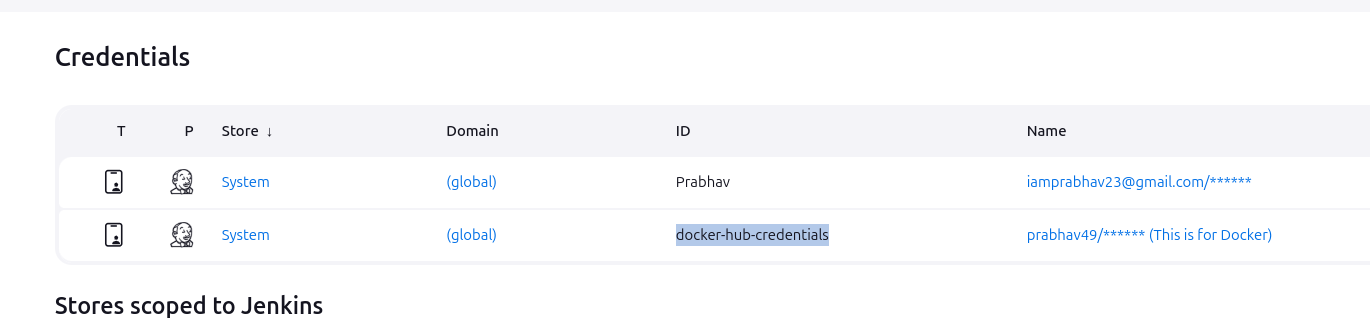 Credentials
T P Store ↓ Domain ID Name
System (global) Prabhav iamprabhav23@gmail.com/******
System (global) docker-hub-credentials prabhav49/****** (This is for Docker)
Stores scoped to Jenkins